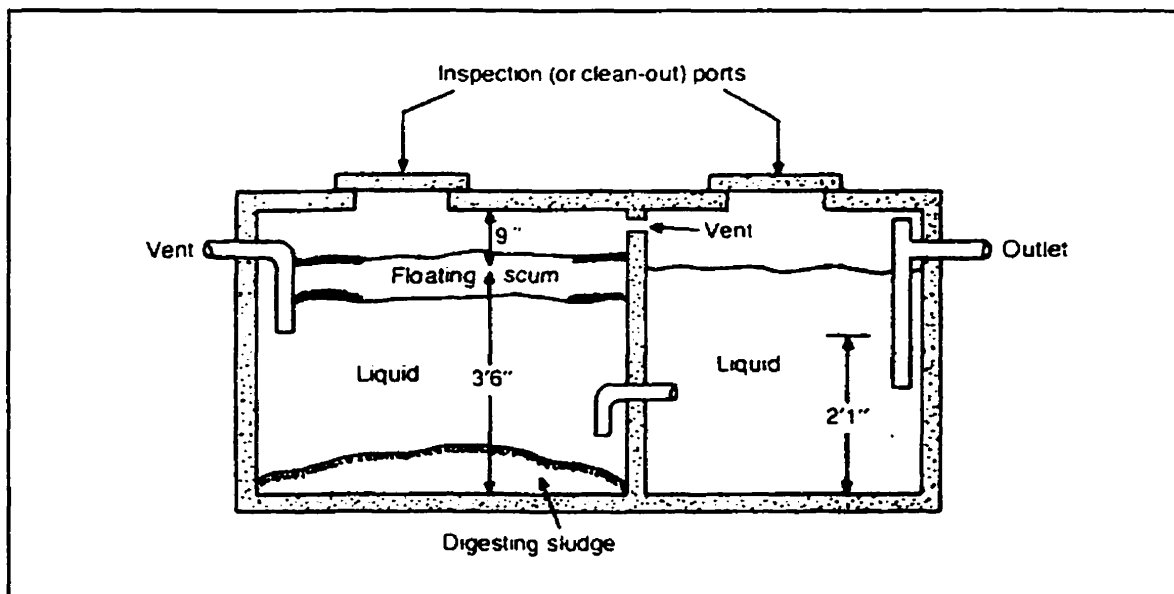 Inspection (or clean-out) ports
9"
Vent
Vent
Outlet
Floating scum
Liquid
3'6"
Liquid
2'1"
Digesting sludge